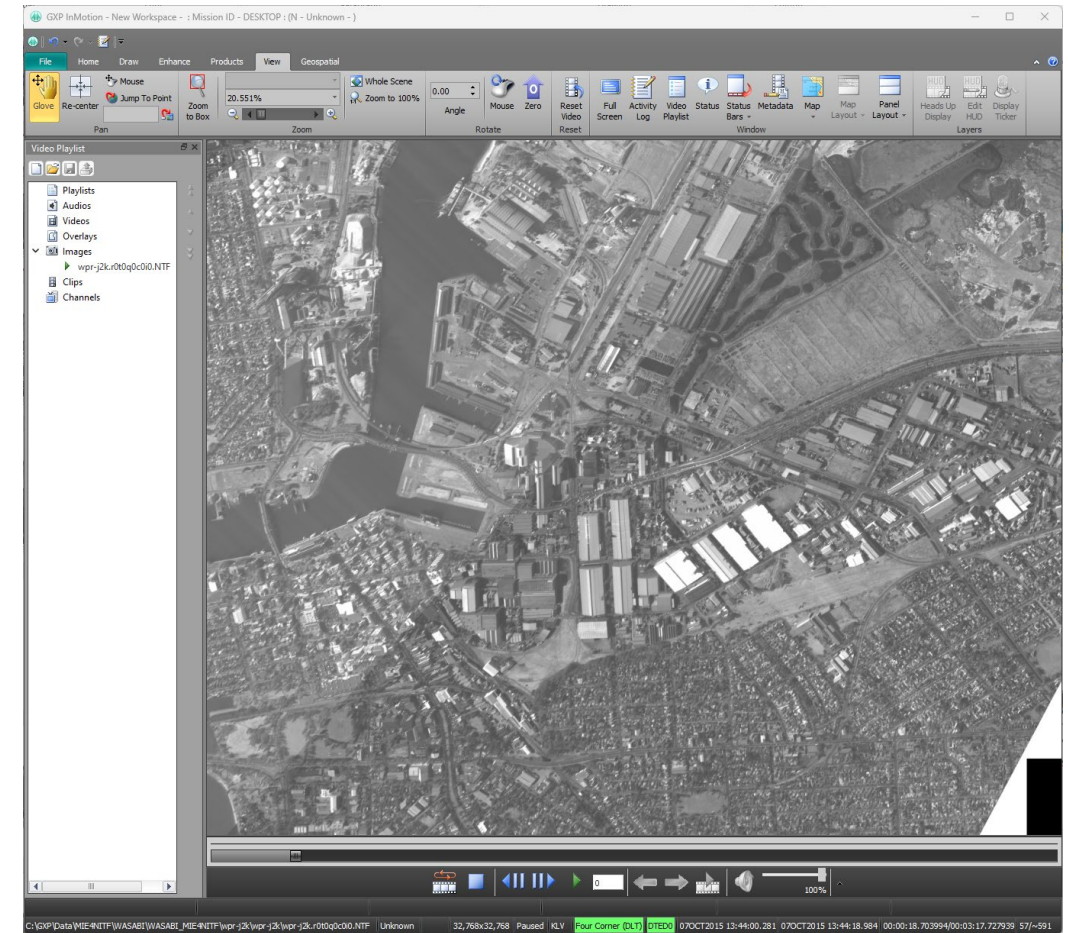 GXP InMotion - New Workspace - : Mission ID - DESKTOP : (N - Unknown - )
File Home Draw Enhance Products View Geospatial
Glove
Re-center
Mouse
Jump To Point
Pan
Zoom
to Box
20.551%
Whole Scene
Zoom to 100%
Zoom
0.00
Angle
Mouse
Zero
Rotate
Reset
Video
Reset
Full
Screen
Activity
Log
Video
Playlist
Status
Status
Bars
Metadata
Map
Map
Layout
Panel
Layout
Window
Heads Up
Display
Edit
HUD
Display
Ticker
Layers
Video Playlist
Playlists
Audios
Videos
Overlays
Images
wpr-j2k.r0t0q0c0i0.NTF
Clips
Channels
0
100%
C:\GXP\Data\MIE4NITF\WASABI\WASABI_MIE4NITF\wpr-j2k\wpr-j2k\wpr-j2k.r0t0q0c0i0.NTF Unknown 32,768x32,768 Paused KLV Four Corner (DLT) DTED0 07OCT2015 13:44:00.281 07OCT2015 13:44:18.984 00:00:18.703994/00:03:17.727939 57/~591